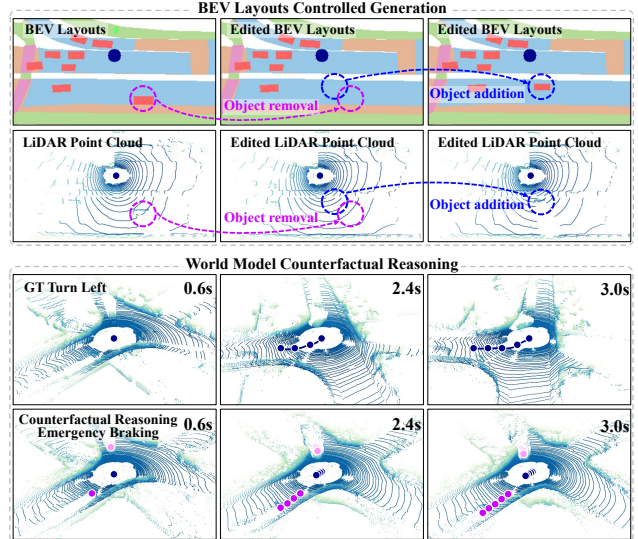 BEV Layouts Controlled Generation
BEV Layouts
Edited BEV Layouts
Edited BEV Layouts
Object removal
Object addition
LiDAR Point Cloud
Edited LiDAR Point Cloud
Edited LiDAR Point Cloud
Object removal
Object addition
World Model Counterfactual Reasoning
GT Turn Left
0.6s
2.4s
3.0s
Counterfactual Reasoning
Emergency Braking
0.6s
2.4s
3.0s